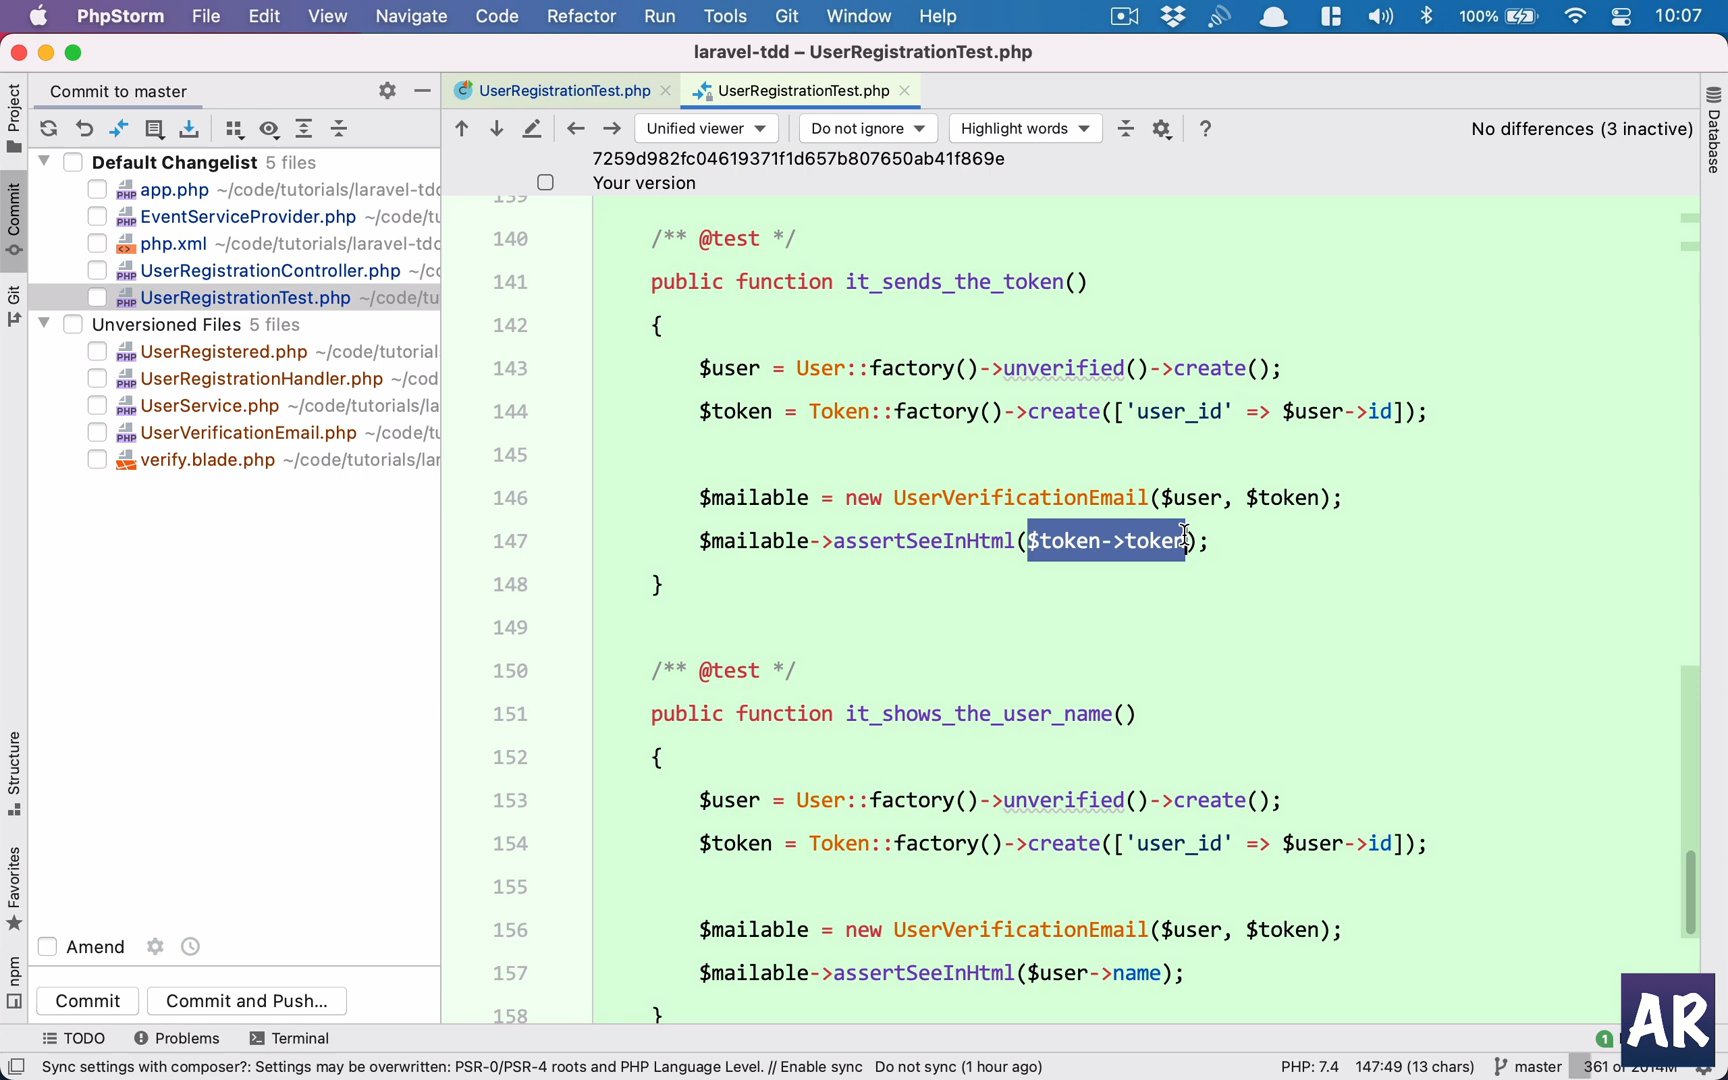 PhpStorm File Edit View Navigate Code Refactor Run Tools Git Window Help 100% 10:07
laravel-tdd – UserRegistrationTest.php
Commit to master
UserRegistrationTest.php UserRegistrationTest.php
Unified viewer Do not ignore Highlight words ? No differences (3 inactive)
7259d982fc04619371f1d657b807650ab41f869e
Your version
Project
Commit
Git
Structure
Favorites
npm
Database
Default Changelist 5 files
app.php ~/code/tutorials/laravel-tdd
EventServiceProvider.php ~/code/tu
php.xml ~/code/tutorials/laravel-tdd
UserRegistrationController.php ~/co
UserRegistrationTest.php ~/code/tu
Unversioned Files 5 files
UserRegistered.php ~/code/tutorial
UserRegistrationHandler.php ~/cod
UserService.php ~/code/tutorials/la
UserVerificationEmail.php ~/code/tu
verify.blade.php ~/code/tutorials/lar
Amend
Commit Commit and Push...
139
140 /** @test */
141 public function it_sends_the_token()
142 {
143 $user = User::factory()->unverified()->create();
144 $token = Token::factory()->create(['user_id' => $user->id]);
145
146 $mailable = new UserVerificationEmail($user, $token);
147 $mailable->assertSeeInHtml($token->token);
148 }
149
150 /** @test */
151 public function it_shows_the_user_name()
152 {
153 $user = User::factory()->unverified()->create();
154 $token = Token::factory()->create(['user_id' => $user->id]);
155
156 $mailable = new UserVerificationEmail($user, $token);
157 $mailable->assertSeeInHtml($user->name);
158 }
TODO Problems Terminal 1
AR
Sync settings with composer?: Settings may be overwritten: PSR-0/PSR-4 roots and PHP Language Level. // Enable sync Do not sync (1 hour ago) PHP: 7.4 147:49 (13 chars) master 361 of 2014M